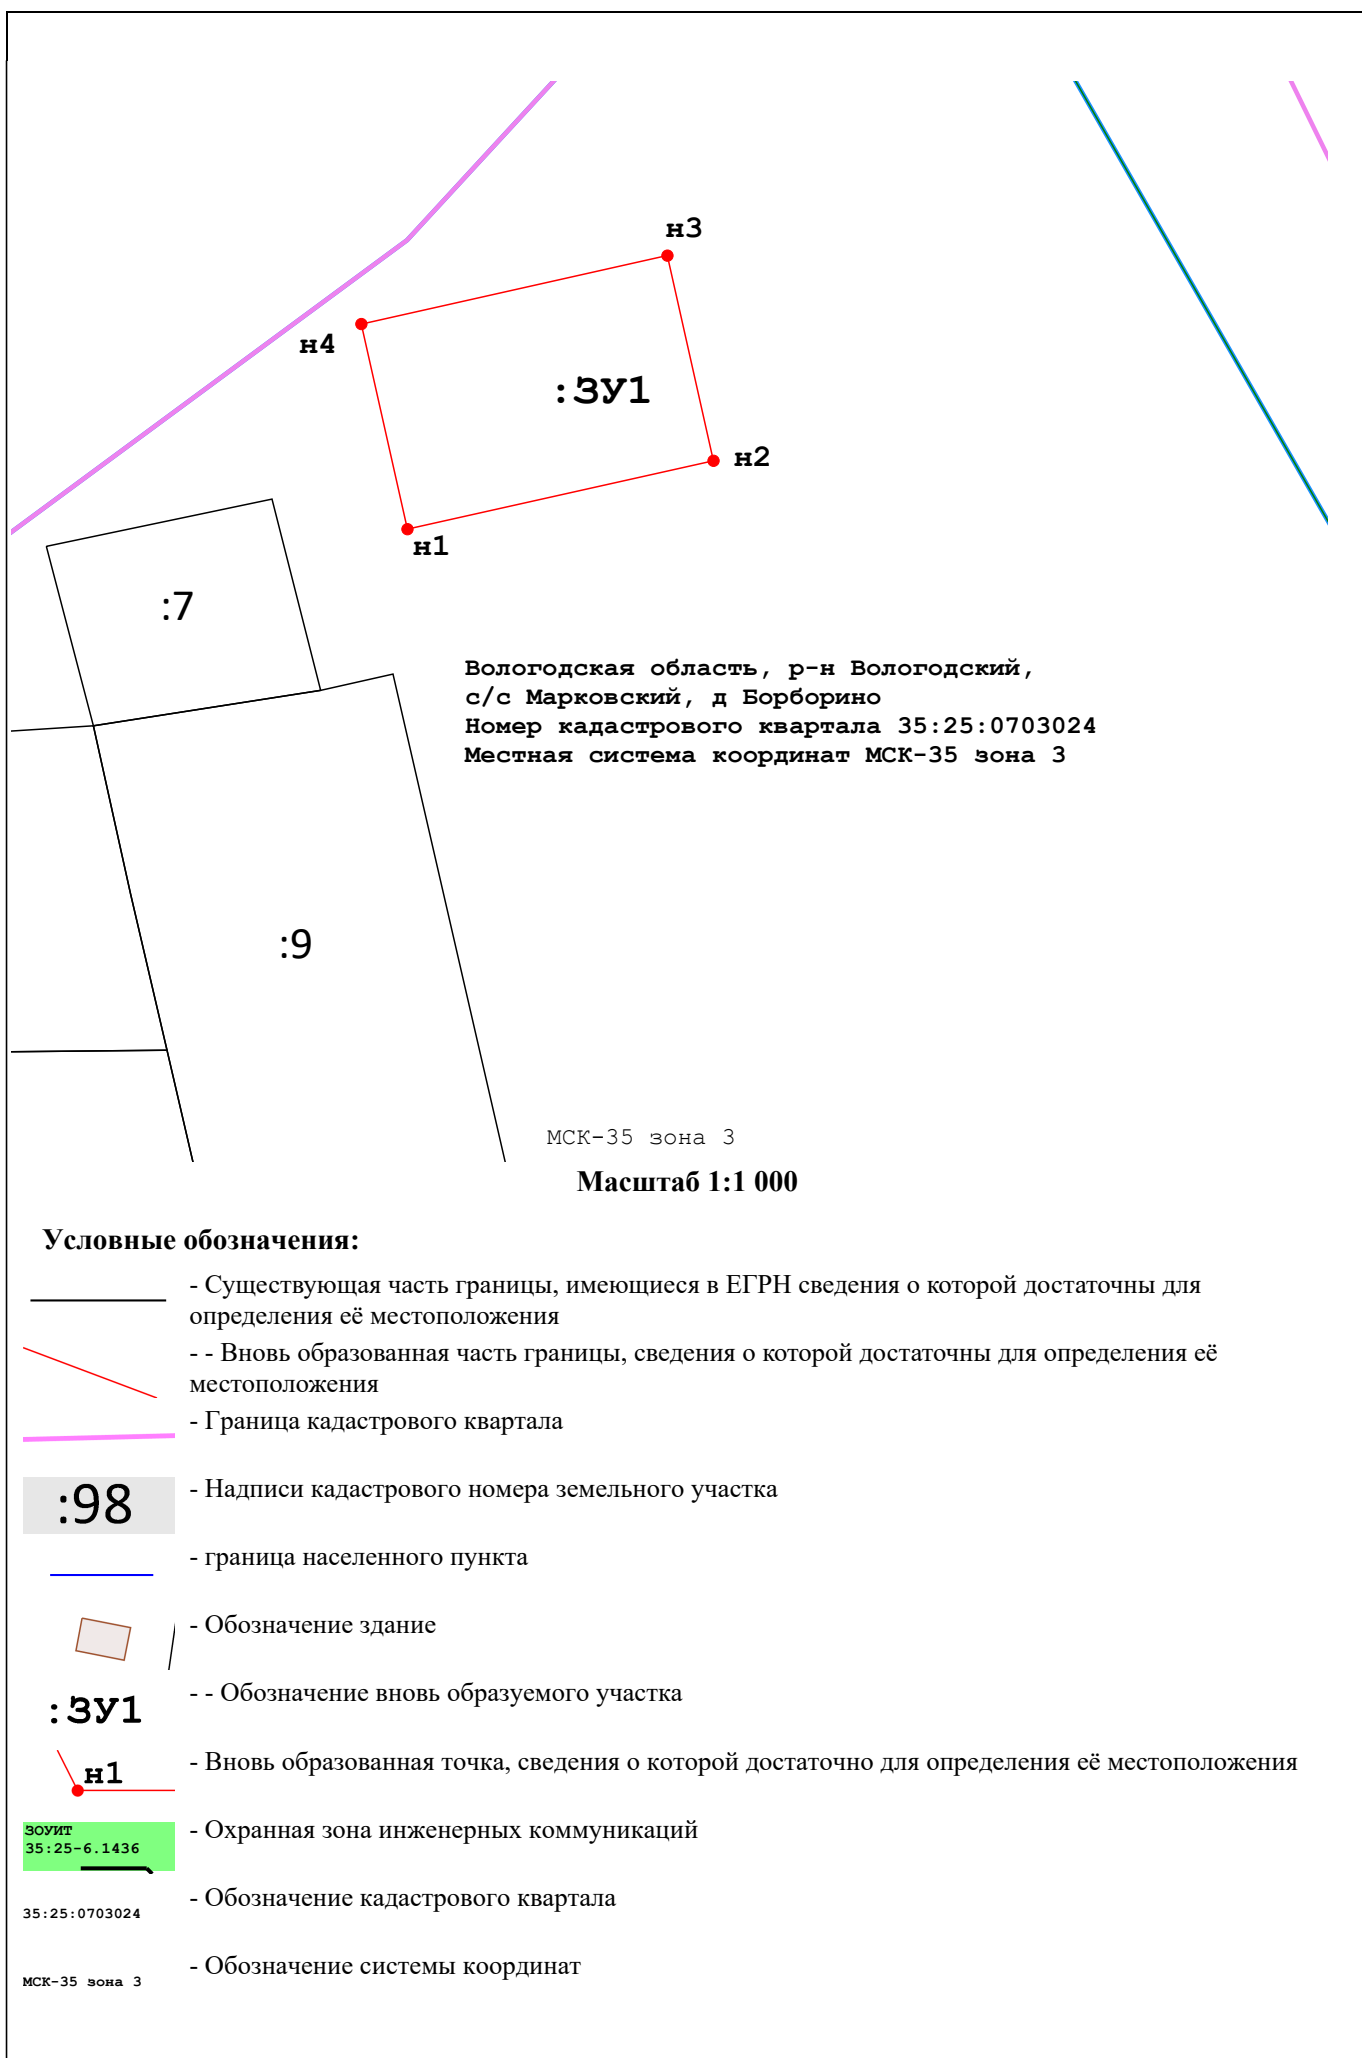 н3
н4
:ЗУ1
н2
н1
:7
Вологодская область, р-н Вологодский,
с/с Марковский, д Борборино
Номер кадастрового квартала 35:25:0703024
Местная система координат МСК-35 зона 3
:9
МСК-35 зона 3
Масштаб 1:1 000
Условные обозначения:
- Существующая часть границы, имеющиеся в ЕГРН сведения о которой достаточны для
определения её местоположения
- - Вновь образованная часть границы, сведения о которой достаточны для определения её
местоположения
- Граница кадастрового квартала
:98 - Надписи кадастрового номера земельного участка
- граница населенного пункта
- Обозначение здание
:ЗУ1 - - Обозначение вновь образуемого участка
н1 - Вновь образованная точка, сведения о которой достаточно для определения её местоположения
ЗОУИТ
35:25-6.1436 - Охранная зона инженерных коммуникаций
35:25:0703024 - Обозначение кадастрового квартала
МСК-35 зона 3 - Обозначение системы координат